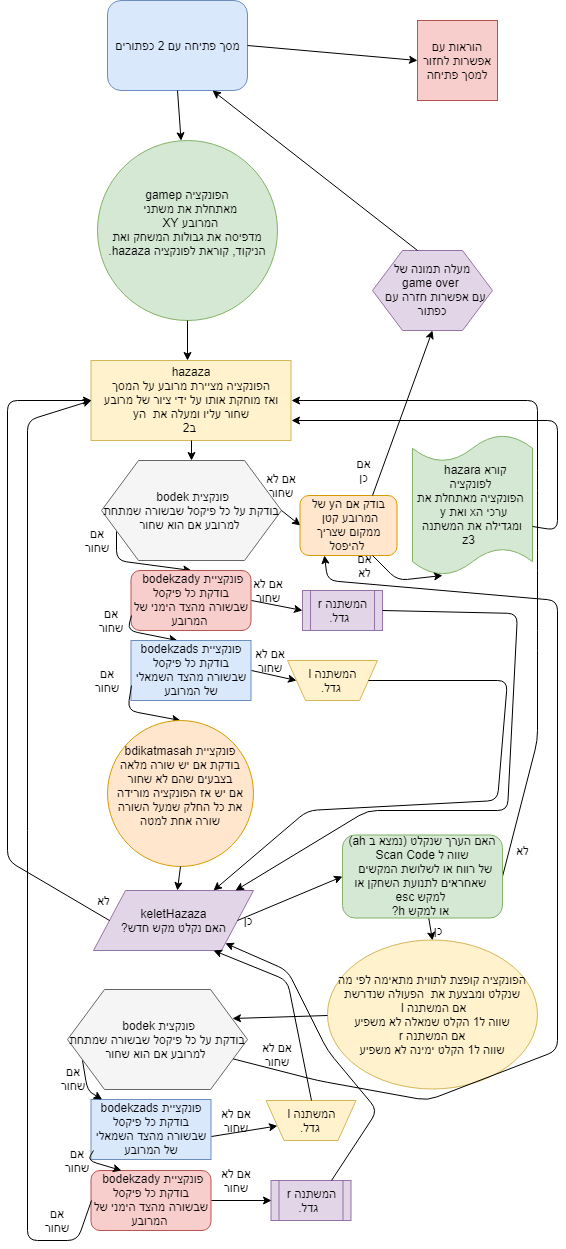 מסך פתיחה עם 2 כפתורים
הוראות עם
אפשרות לחזור
למסך פתיחה
הפונקציה gamep
מאתחלת את משתני
המרובע XY
מדפיסה את גבולות המשחק ואת
הניקוד, קוראת לפונקציה hazaza.
מעלה תמונה של
game over
עם אפשרות חזרה עם
כפתור
hazaza
הפונקציה מציירת מרובע על המסך
ואז מוחקת אותו על ידי ציור של מרובע
שחור עליו ומעלה את הy
ב2
פונקצית bodek
בודקת על כל פיקסל שבשורה שמתחת
למרובע אם הוא שחור
אם לא
שחור
בודק אם הy של
המרובע קטן
ממקום שצריך
להיפסל
אם
כן
אם
לא
קורא hazara
לפונקציה
הפונקציה מאתחלת את
ערכי הx ואת y
ומגדילה את המשתנה
z3
אם
שחור
פונקציית bodekzady
בודקת כל פיקסל
שבשורה מהצד הימני של
המרובע
אם לא
שחור
המשתנה r
גדל.
אם
שחור
פונקציית bodekzads
בודקת כל פיקסל
שבשורה מהצד השמאלי
של המרובע
אם לא
שחור
המשתנה l
גדל.
אם
שחור
פונקציית bdikatmasah
בודקת אם יש שורה מלאה
בצבעים שהם לא שחור
אם יש אז הפונקציה מורידה
את כל החלק שמעל השורה
שורה אחת למטה
לא
keletHazaza
האם נקלט מקש חדש?
כן
האם הערך שנקלט (נמצא ב ah)
שווה ל Scan Code
של רווח או לשלושת המקשים
שאחראים לתנועת השחקן או
למקש esc
או למקש h?
לא
כן
הפונקציה קופצת לתווית מתאימה לפי מה
שנקלט ומבצעת את הפעולה שנדרשת
אם המשתנה l
שווה ל1 הקלט שמאלה לא משפיע
אם המשתנה r
שווה ל1 הקלט ימינה לא משפיע
פונקצית bodek
בודקת על כל פיקסל שבשורה שמתחת
למרובע אם הוא שחור
אם לא
שחור
אם
שחור
פונקציית bodekzads
בודקת כל פיקסל
שבשורה מהצד השמאלי
של המרובע
אם לא
שחור
המשתנה l
גדל.
אם
שחור
פונקציית bodekzady
בודקת כל פיקסל
שבשורה מהצד הימני של
המרובע
אם לא
שחור
המשתנה r
גדל.
אם
שחור